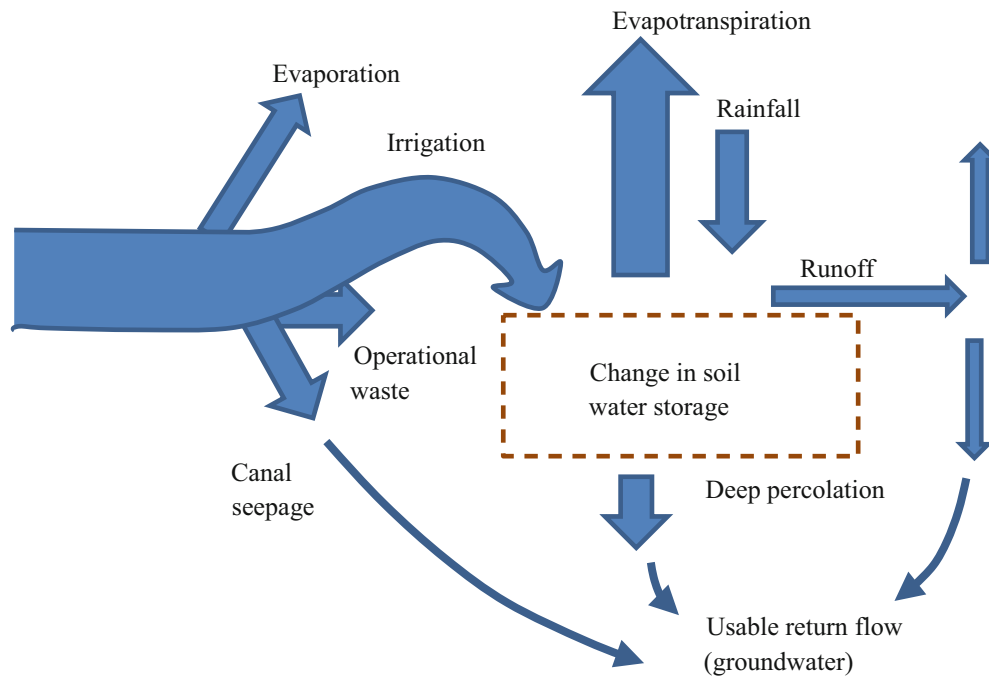 Evapotranspiration
Evaporation
Rainfall
Irrigation
Runoff
Operational
waste
Change in soil
water storage
Canal
seepage
Deep percolation
Usable return flow
(groundwater)